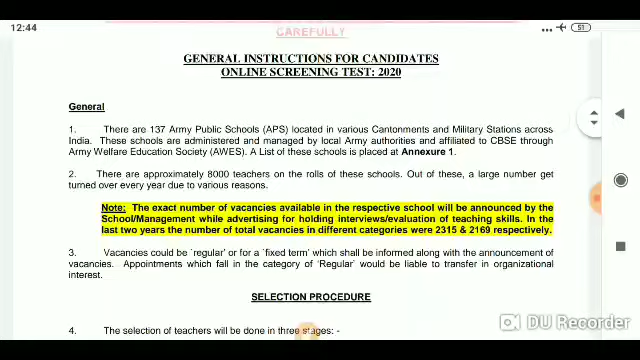 12:44
51
CAREFULLY
GENERAL INSTRUCTIONS FOR CANDIDATES
ONLINE SCREENING TEST: 2020
General
1. There are 137 Army Public Schools (APS) located in various Cantonments and Military Stations across
India. These schools are administered and managed by local Army authorities and affiliated to CBSE through
Army Welfare Education Society (AWES). A List of these schools is placed at Annexure 1.
2. There are approximately 8000 teachers on the rolls of these schools. Out of these, a large number get
turned over every year due to various reasons.
Note: The exact number of vacancies available in the respective school will be announced by the
School/Management while advertising for holding interviews/evaluation of teaching skills. In the
last two years the number of total vacancies in different categories were 2315 & 2169 respectively.
3. Vacancies could be 'regular' or for a 'fixed term' which shall be informed along with the announcement of
vacancies. Appointments which fall in the category of 'Regular' would be liable to transfer in organizational
interest.
SELECTION PROCEDURE
4. The selection of teachers will be done in three stages: -
DU Recorder